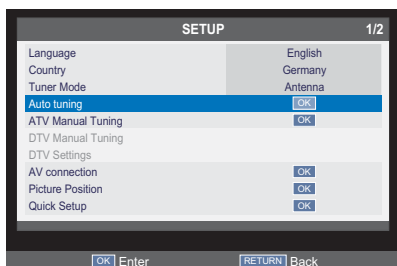 SETUP 1/2
Language English
Country Germany
Tuner Mode Antenna
Auto tuning OK
ATV Manual Tuning OK
DTV Manual Tuning
DTV Settings
AV connection OK
Picture Position OK
Quick Setup OK
OK Enter RETURN Back